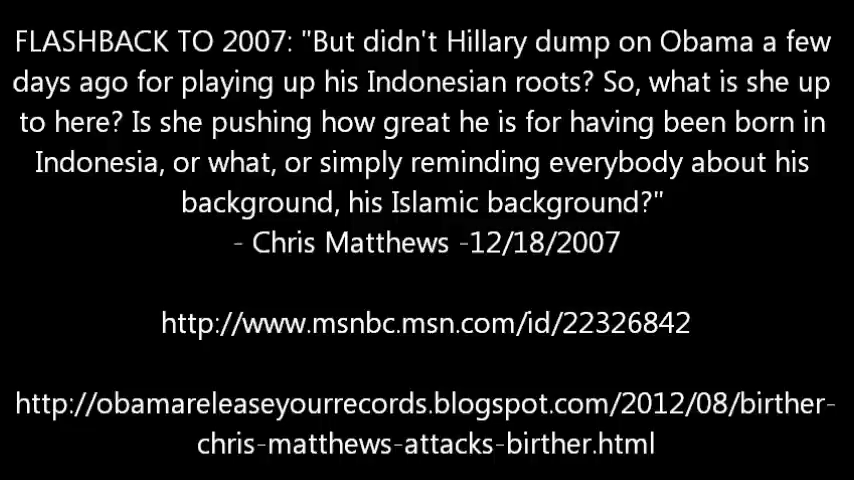 FLASHBACK TO 2007: "But didn't Hillary dump on Obama a few
days ago for playing up his Indonesian roots? So, what is she up
to here? Is she pushing how great he is for having been born in
Indonesia, or what, or simply reminding everybody about his
background, his Islamic background?"
- Chris Matthews -12/18/2007
http://www.msnbc.msn.com/id/22326842
http://obamareleaseyourrecords.blogspot.com/2012/08/birther-
chris-matthews-attacks-birther.html